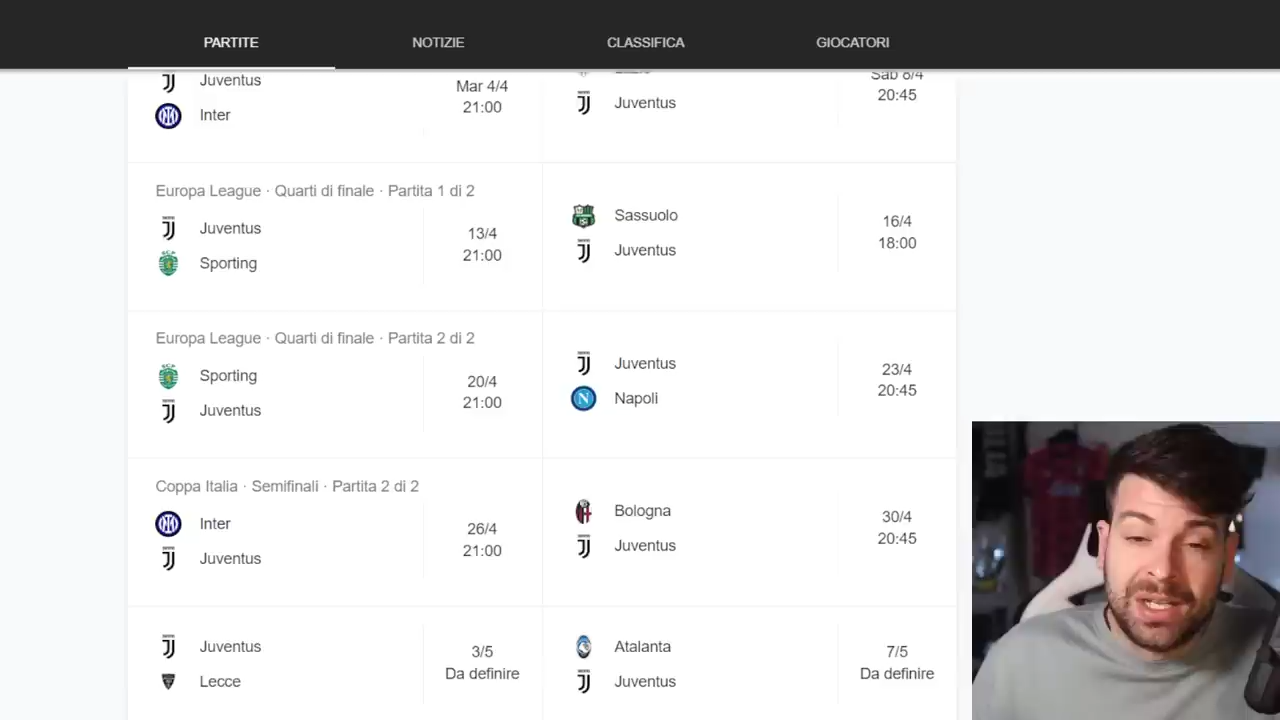 PARTITE
NOTIZIE
CLASSIFICA
GIOCATORI
Juventus
Inter
Mar 4/4
21:00
Juventus
Sab 8/4
20:45
Europa League · Quarti di finale · Partita 1 di 2
Juventus
Sporting
13/4
21:00
Sassuolo
Juventus
16/4
18:00
Europa League · Quarti di finale · Partita 2 di 2
Sporting
Juventus
20/4
21:00
Juventus
Napoli
23/4
20:45
Coppa Italia · Semifinali · Partita 2 di 2
Inter
Juventus
26/4
21:00
Bologna
Juventus
30/4
20:45
Juventus
Lecce
3/5
Da definire
Atalanta
Juventus
7/5
Da definire